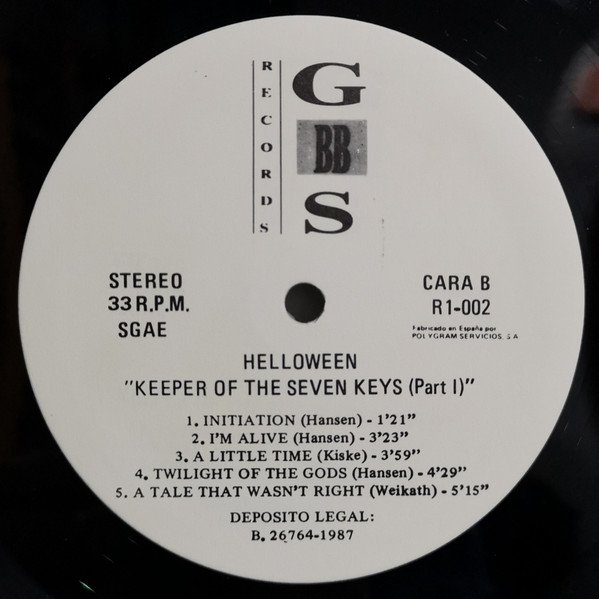 RECORDS
G
BB
S
STEREO
33 R.P.M.
SGAE
CARA B
R1-002
Fabricado en España por
POLYGRAM SERVICIOS, S A
HELLOWEEN
"KEEPER OF THE SEVEN KEYS (Part I)"
1. INITIATION (Hansen) - 1'21"
2. I'M ALIVE (Hansen) - 3'23"
3. A LITTLE TIME (Kiske) - 3'59"
4. TWILIGHT OF THE GODS (Hansen) - 4'29"
5. A TALE THAT WASN'T RIGHT (Weikath) - 5'15"
DEPOSITO LEGAL:
B. 26764-1987